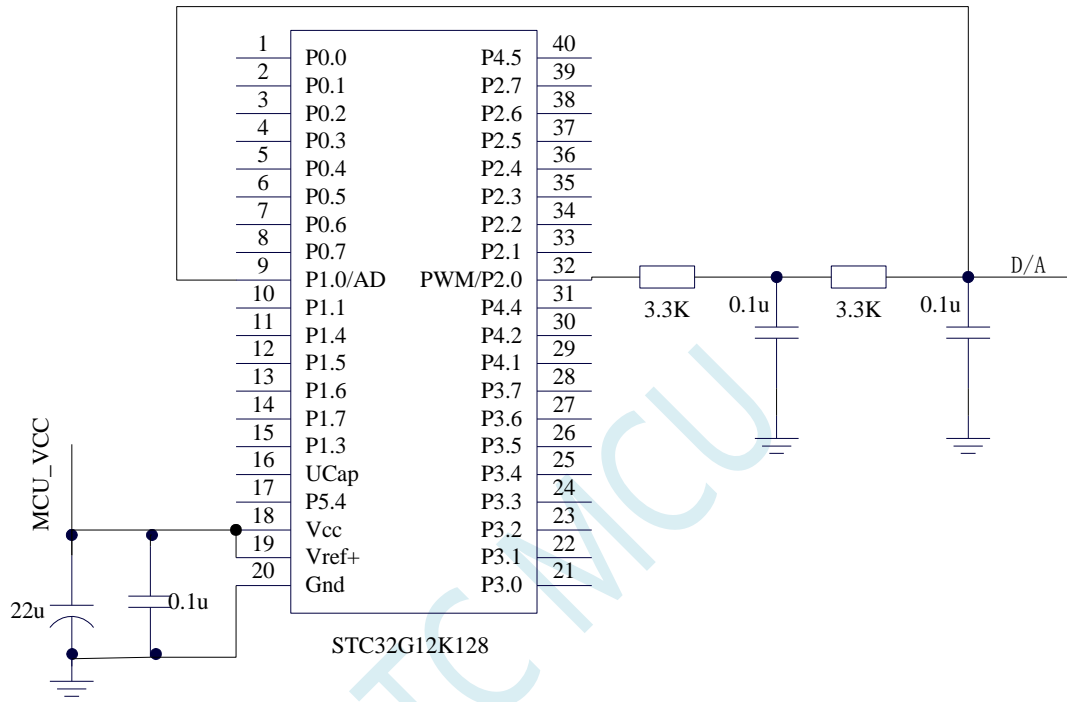 1 P0.0 P4.5 40
2 P0.1 P2.7 39
3 P0.2 P2.6 38
4 P0.3 P2.5 37
5 P0.4 P2.4 36
6 P0.5 P2.3 35
7 P0.6 P2.2 34
8 P0.7 P2.1 33
9 P1.0/AD PWM/P2.0 32
10 P1.1 P4.4 31
11 P1.4 P4.2 30
12 P1.5 P4.1 29
13 P1.6 P3.7 28
14 P1.7 P3.6 27
15 P1.3 P3.5 26
16 UCap P3.4 25
17 P5.4 P3.3 24
18 Vcc P3.2 23
19 Vref+ P3.1 22
20 Gnd P3.0 21
STC32G12K128
3.3K
0.1u
3.3K
0.1u
D/A
MCU_VCC
22u
0.1u
TC MCU